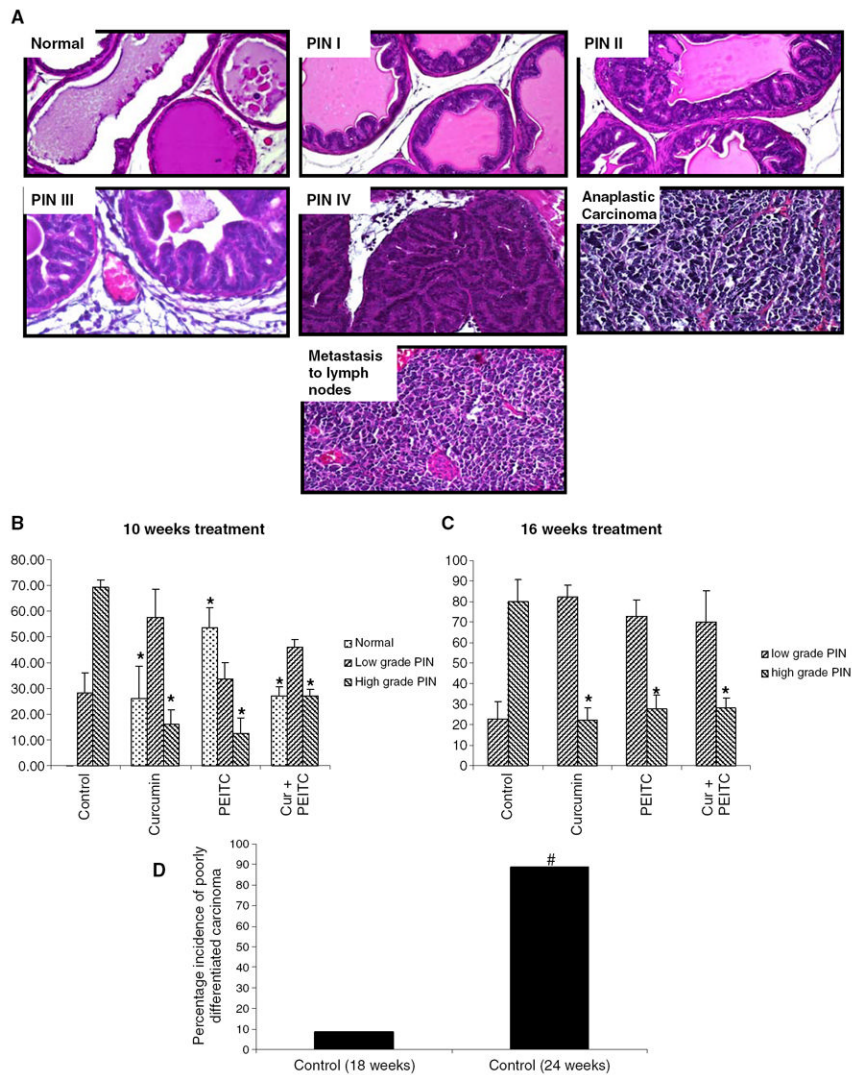 A
Normal
PIN I
PIN II
PIN III
PIN IV
Anaplastic
Carcinoma
Metastasis
to lymph
nodes
B
10 weeks treatment
80.00
70.00
60.00
50.00
40.00
30.00
20.00
10.00
0.00
*
*
*
*
*
*
Control
Curcumin
PEITC
Cur +
PEITC
Normal
Low grade PIN
High grade PIN
C
16 weeks treatment
100
90
80
70
60
50
40
30
20
10
0
*
*
*
Control
Curcumin
PEITC
Cur +
PEITC
low grade PIN
high grade PIN
D
Percentage incidence of poorly
differentiated carcinoma
100
90
80
70
60
50
40
30
20
10
0
#
Control (18 weeks)
Control (24 weeks)